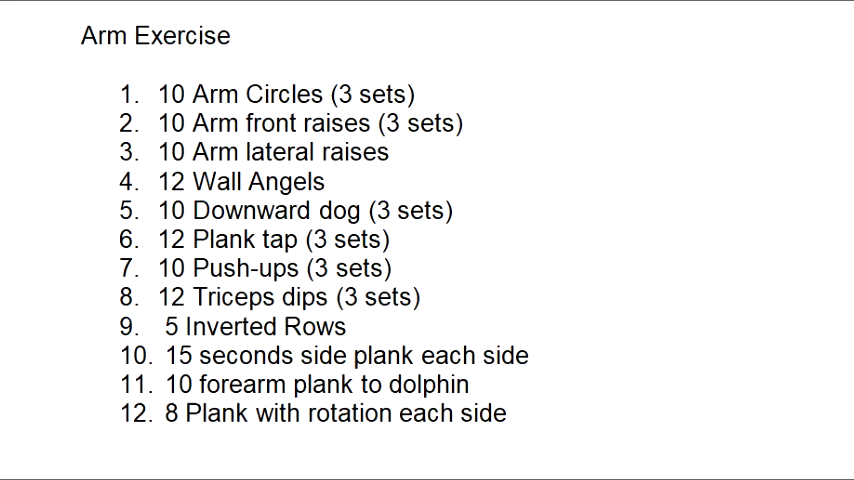 Arm Exercise
1. 10 Arm Circles (3 sets)
2. 10 Arm front raises (3 sets)
3. 10 Arm lateral raises
4. 12 Wall Angels
5. 10 Downward dog (3 sets)
6. 12 Plank tap (3 sets)
7. 10 Push-ups (3 sets)
8. 12 Triceps dips (3 sets)
9. 5 Inverted Rows
10. 15 seconds side plank each side
11. 10 forearm plank to dolphin
12. 8 Plank with rotation each side